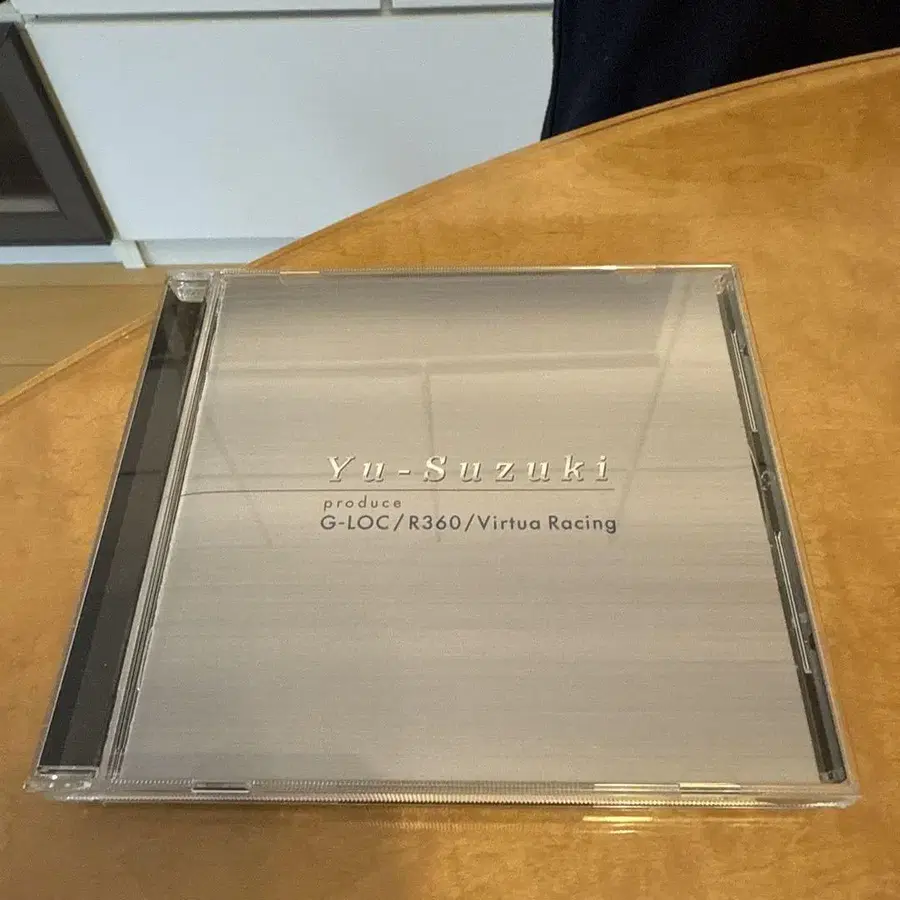 Yu-Suzuki
produce
G-LOC/R360/Virtua Racing